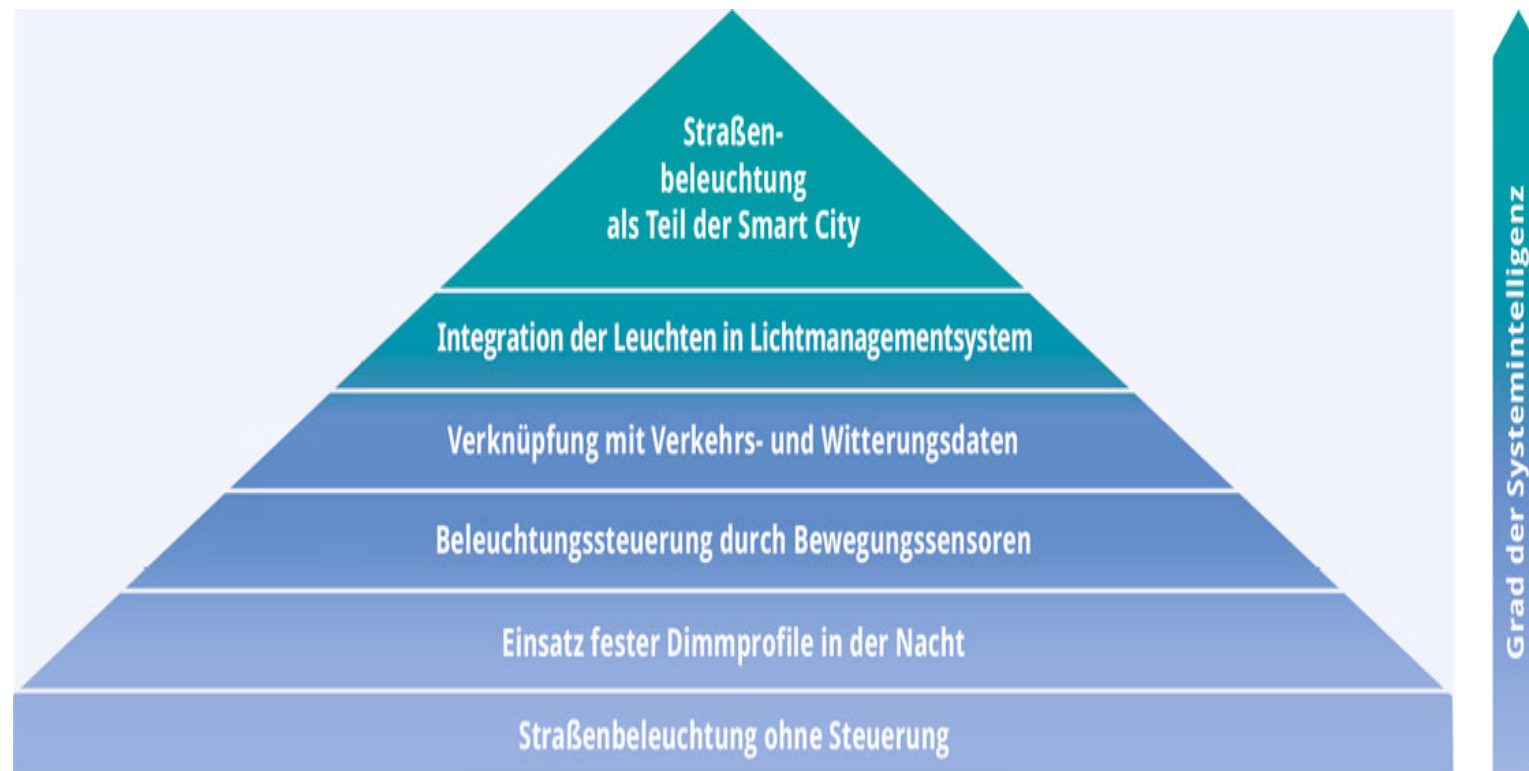 Straßen-
beleuchtung
als Teil der Smart City
Integration der Leuchten in Lichtmanagementsystem
Verknüpfung mit Verkehrs- und Witterungsdaten
Beleuchtungssteuerung durch Bewegungssensoren
Einsatz fester Dimmprofile in der Nacht
Straßenbeleuchtung ohne Steuerung
Grad der Systemintelligenz